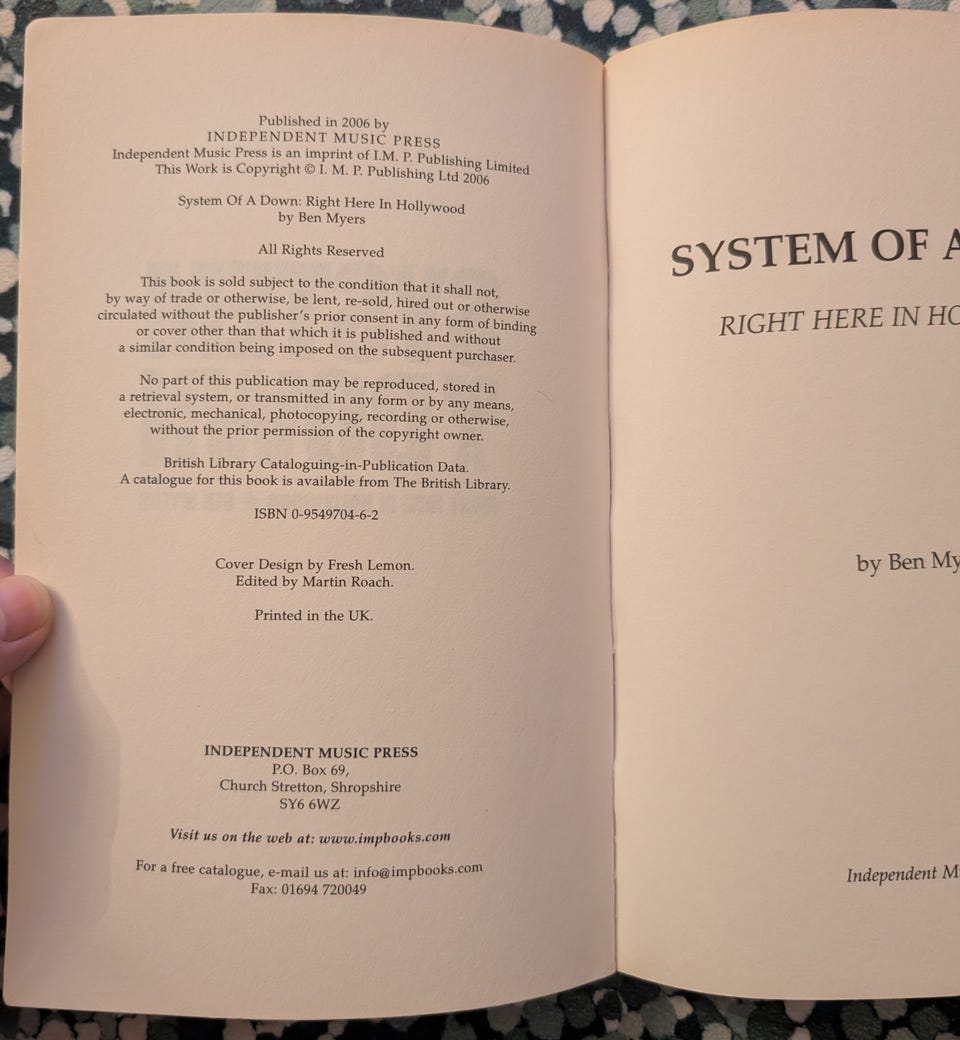 Published in 2006 by
INDEPENDENT MUSIC PRESS
Independent Music Press is an imprint of I.M. P. Publishing Limited
This Work is Copyright © I. M. P. Publishing Ltd 2006
System Of A Down: Right Here In Hollywood
by Ben Myers
All Rights Reserved
This book is sold subject to the condition that it shall not,
by way of trade or otherwise, be lent, re-sold, hired out or otherwise
circulated without the publisher's prior consent in any form of binding
or cover other than that which it is published and without
a similar condition being imposed on the subsequent purchaser.
No part of this publication may be reproduced, stored in
a retrieval system, or transmitted in any form or by any means,
electronic, mechanical, photocopying, recording or otherwise,
without the prior permission of the copyright owner.
British Library Cataloguing-in-Publication Data.
A catalogue for this book is available from The British Library.
ISBN 0-9549704-6-2
Cover Design by Fresh Lemon.
Edited by Martin Roach.
Printed in the UK.
INDEPENDENT MUSIC PRESS
P.O. Box 69,
Church Stretton, Shropshire
SY6 6WZ
Visit us on the web at: www.impbooks.com
For a free catalogue, e-mail us at: info@impbooks.com
Fax: 01694 720049
SYSTEM OF A
RIGHT HERE IN HO
by Ben My
Independent M